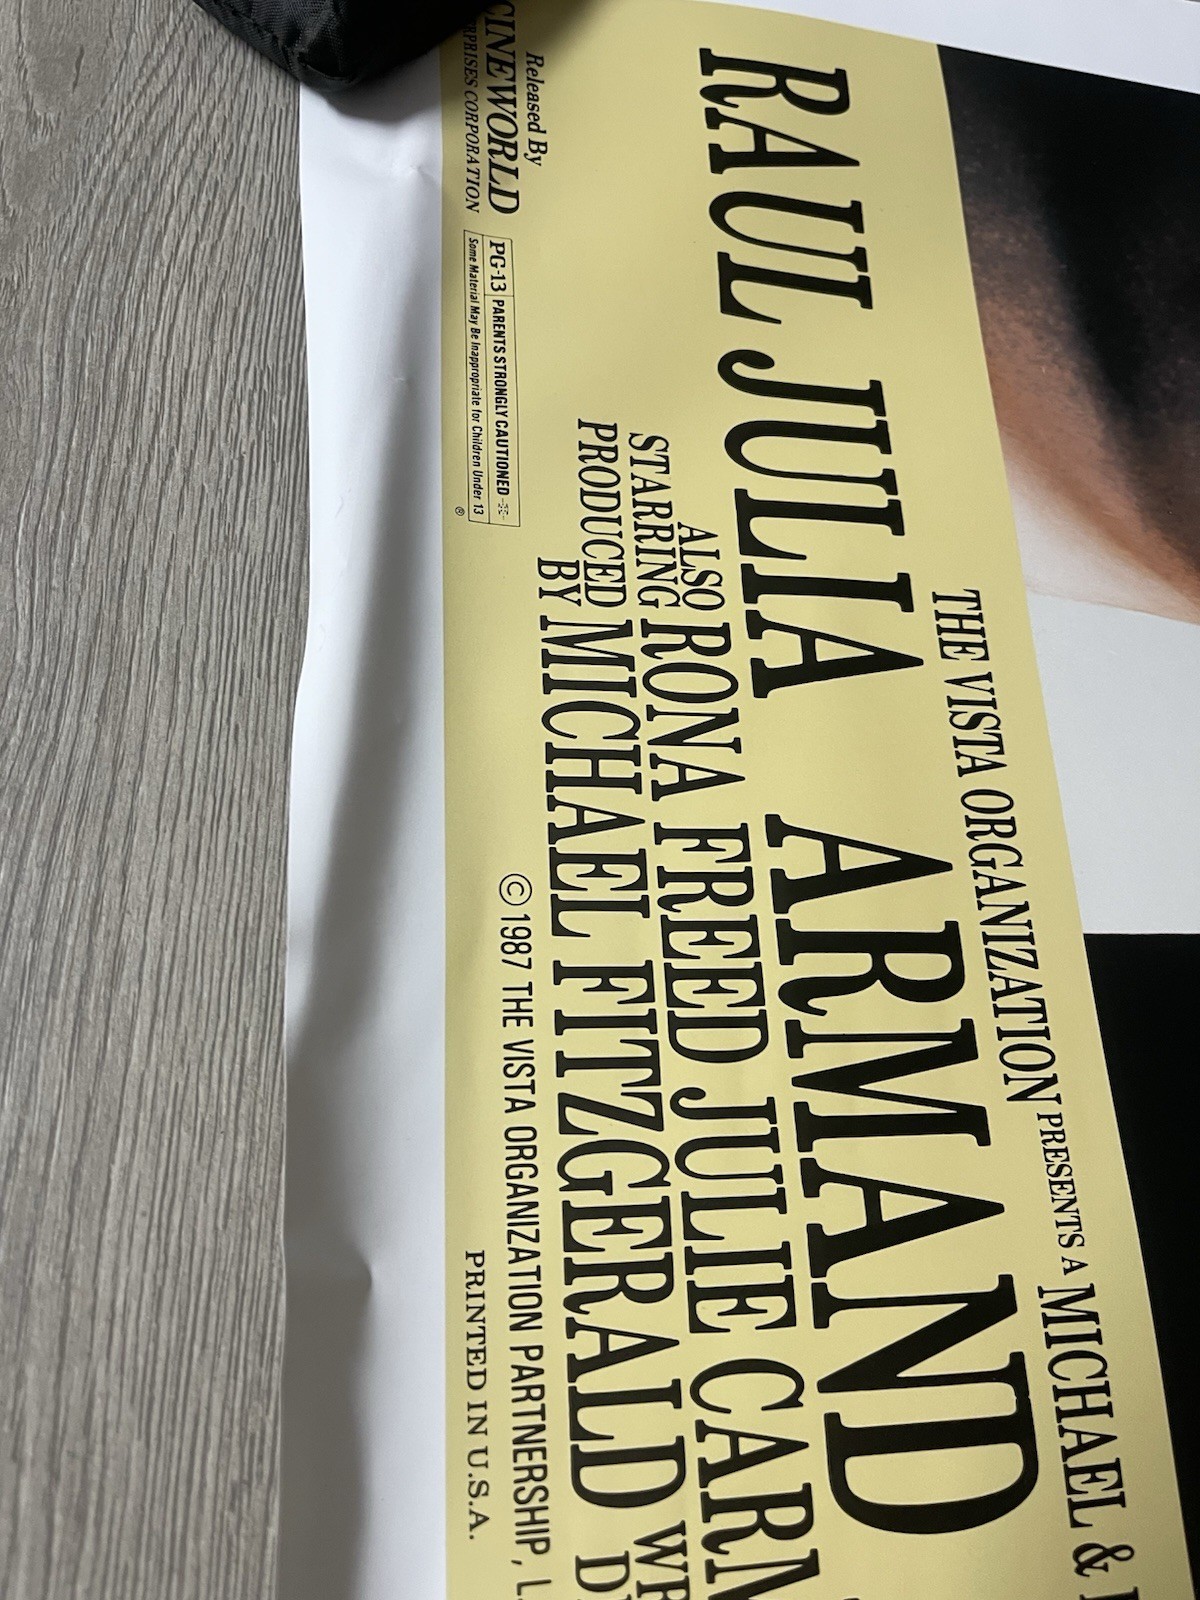 THE VISTA ORGANIZATION PRESENTS A MICHAEL &
RAUL JULIA ARMAND
ALSO
STARRING RONA FREED JULIE
PRODUCED
BY MICHAEL FITZGERALD
Released By
CINEWORLD
CORPORATION
PG-13 PARENTS STRONGLY CAUTIONED
Some Material May Be Inappropriate for Children Under 13
®
© 1987 THE VISTA ORGANIZATION PARTNERSHIP,
PRINTED IN U.S.A.